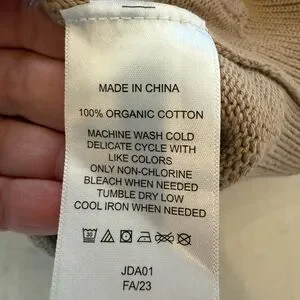 MADE IN CHINA
100% ORGANIC COTTON
MACHINE WASH COLD
DELICATE CYCLE WITH
LIKE COLORS
ONLY NON-CHLORINE
BLEACH WHEN NEEDED
TUMBLE DRY LOW
COOL IRON WHEN NEEDED
30
JDA01
FA/23